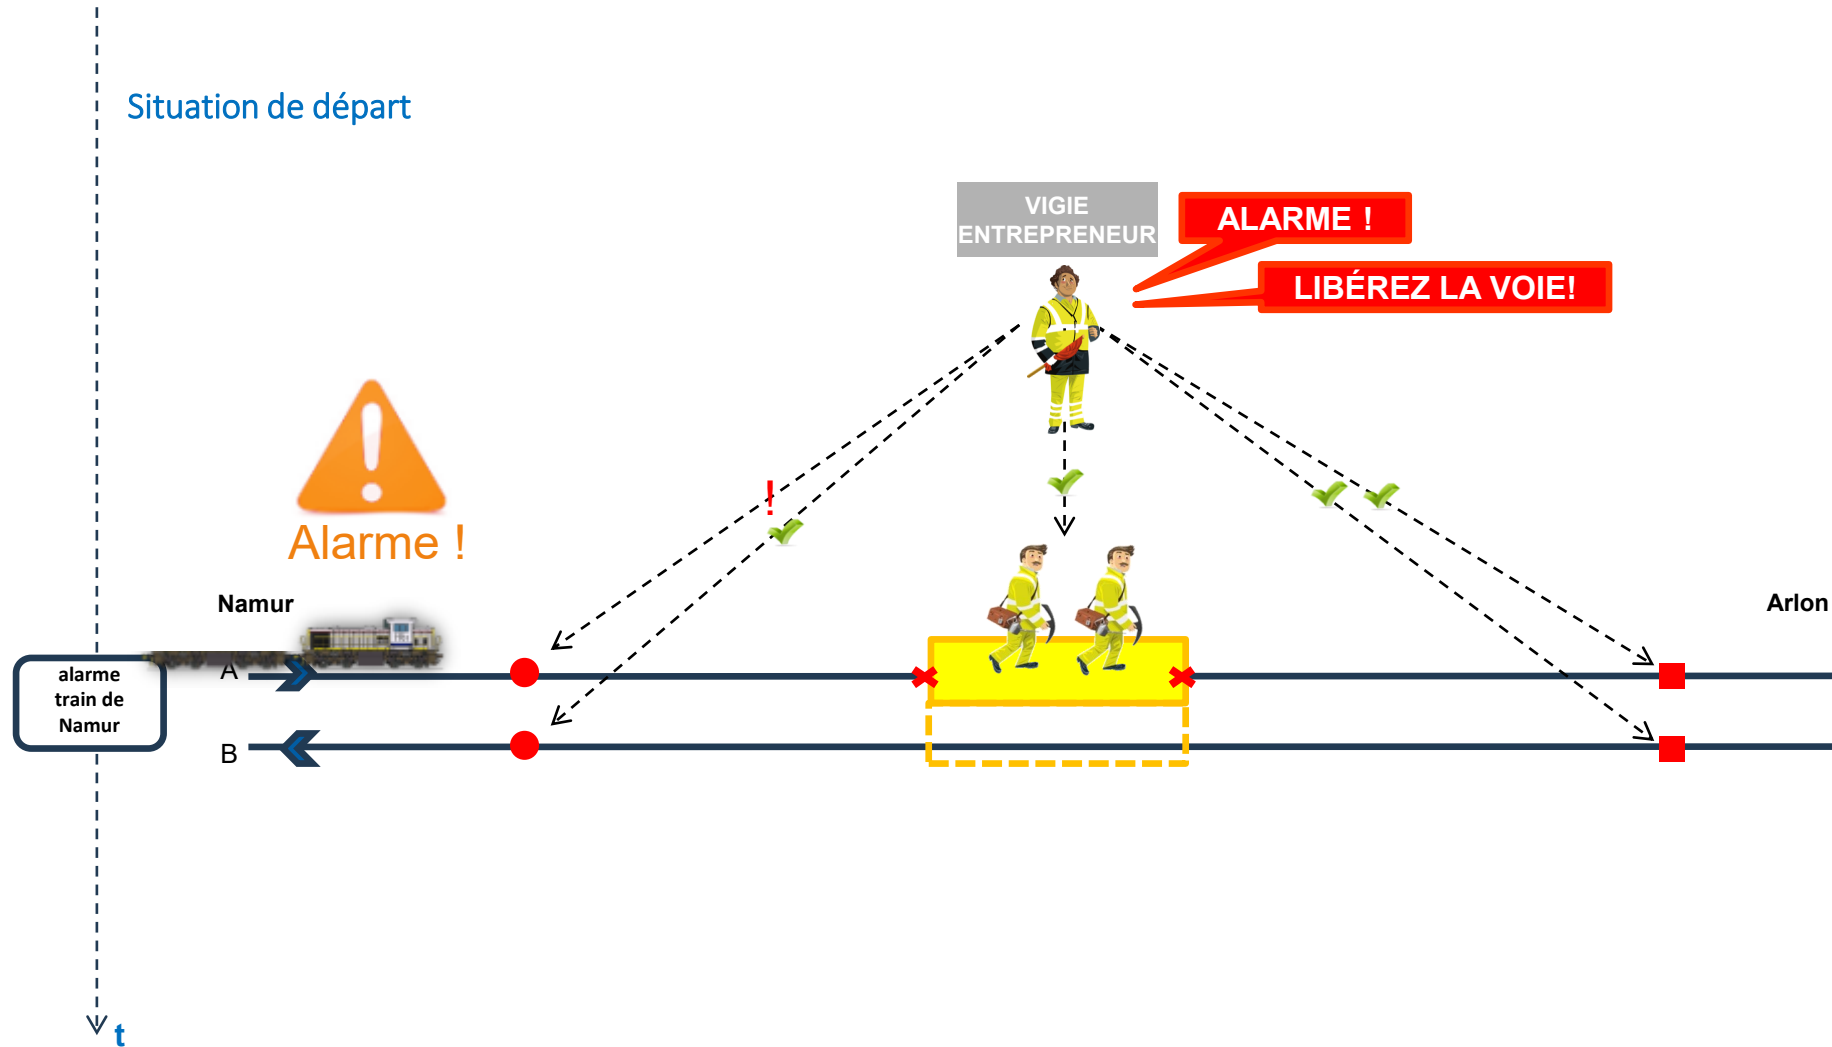 Situation de départ
VIGIE
ENTREPRENEUR
ALARME !
LIBÉREZ LA VOIE!
!
Alarme !
Namur
Arlon
alarme
train de
Namur
A
B
t